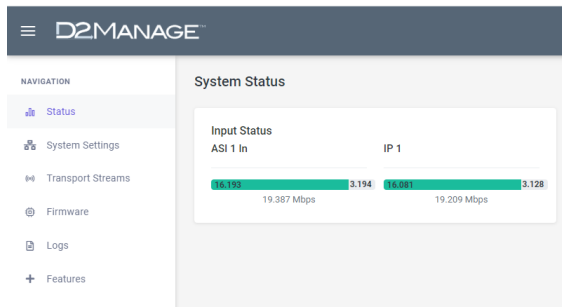 D2MANAGE™
NAVIGATION
Status
System Settings
Transport Streams
Firmware
Logs
Features
System Status
Input Status
ASI 1 In
16.193 3.194
19.387 Mbps
IP 1
16.081 3.128
19.209 Mbps